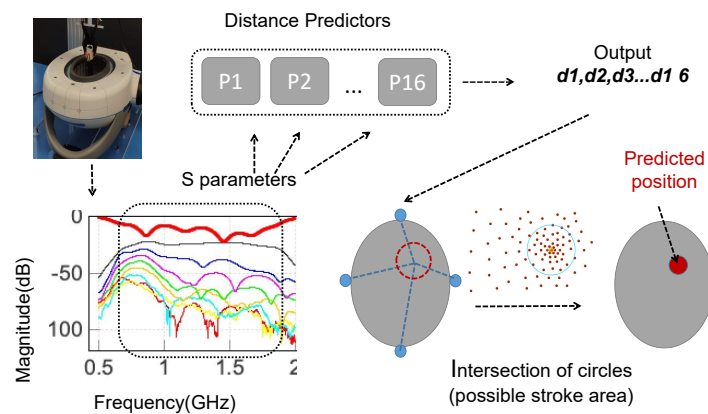 Distance Predictors
P1 P2 ... P16
Output
d1,d2,d3...d1 6
S parameters
Predicted
position
Magnitude(dB)
0
-50
100
0.5 1 1.5 2
Frequency(GHz)
Intersection of circles
(possible stroke area)